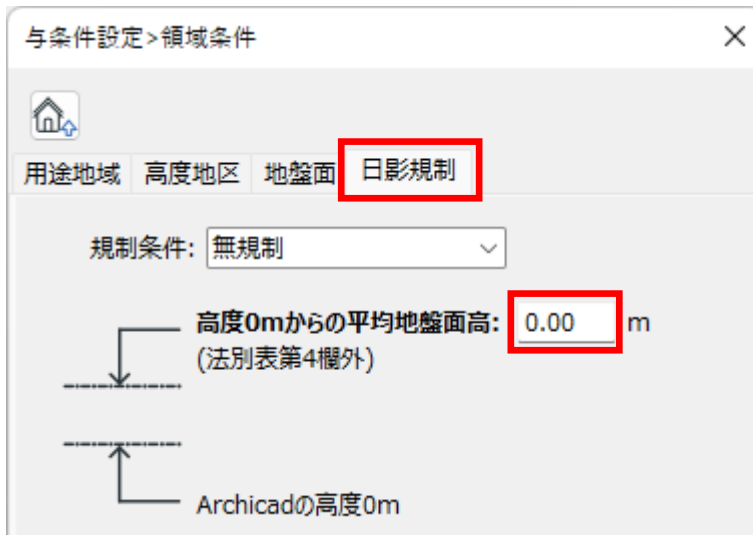 与条件設定>領域条件
用途地域 高度地区 地盤面 日影規制
規制条件: 無規制
高度0mからの平均地盤面高: 0.00 m
(法別表第4欄外)
Archicadの高度0m